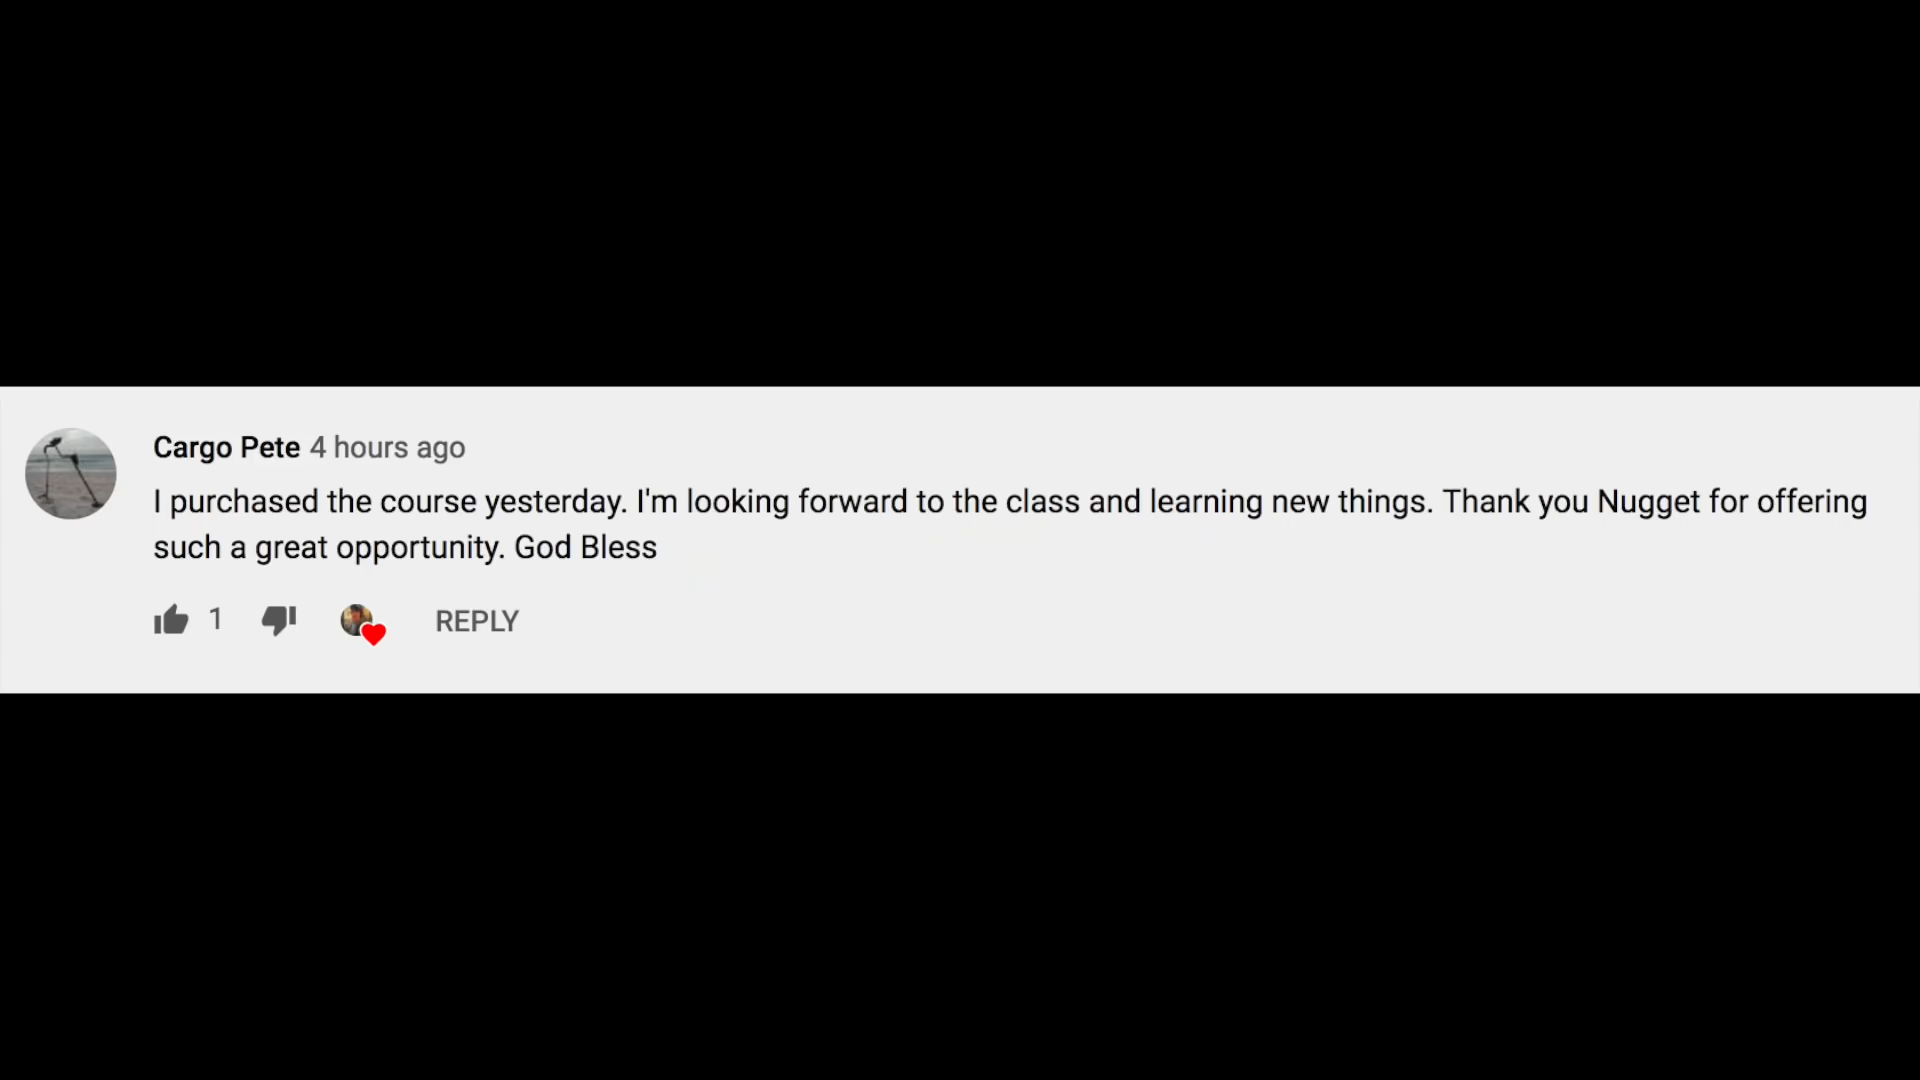 Cargo Pete 4 hours ago
I purchased the course yesterday. I'm looking forward to the class and learning new things. Thank you Nugget for offering
such a great opportunity. God Bless
1 REPLY